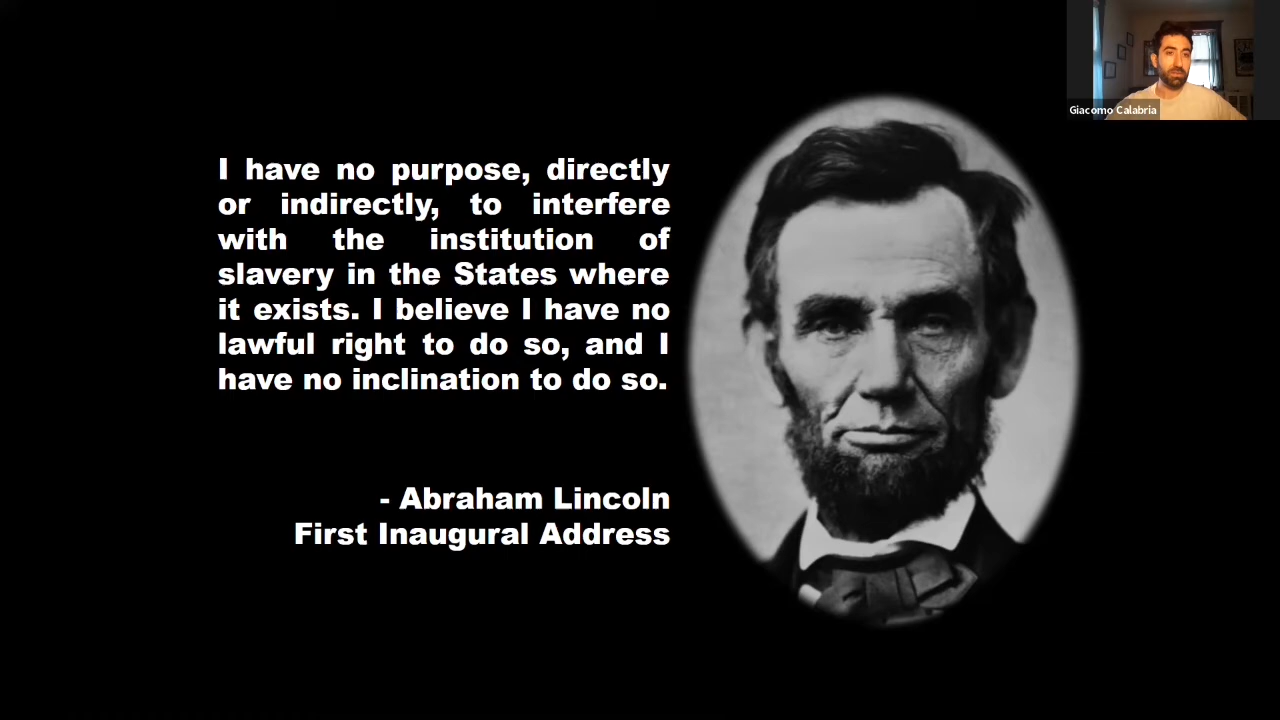 I have no purpose, directly
or indirectly, to interfere
with the institution of
slavery in the States where
it exists. I believe I have no
lawful right to do so, and I
have no inclination to do so.
- Abraham Lincoln
First Inaugural Address
Giacomo Calabria